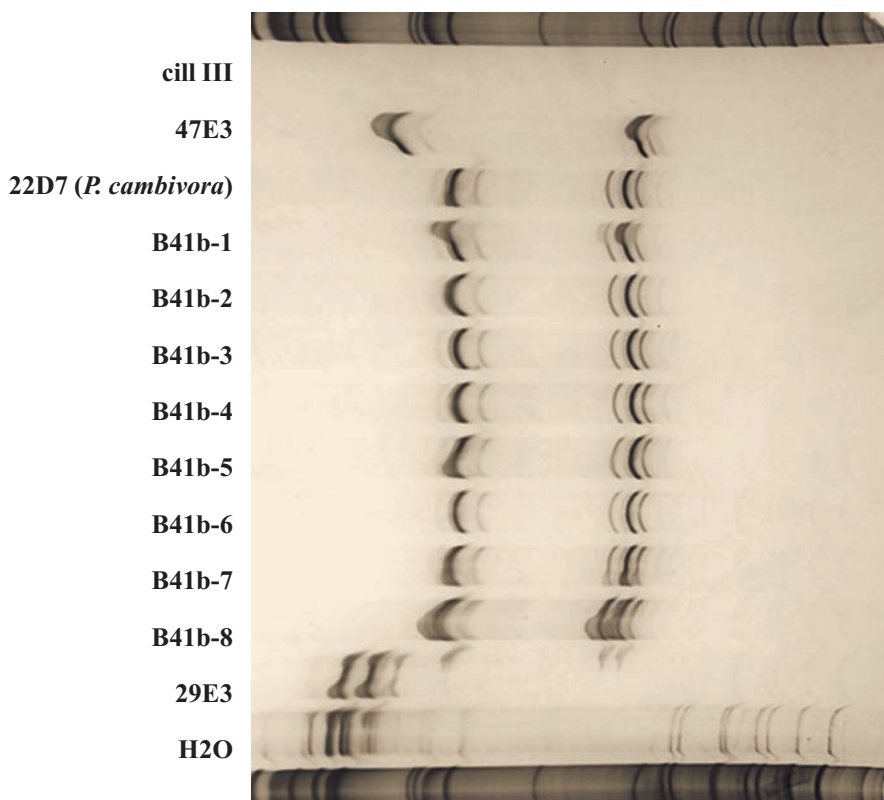 cill III
47E3
22D7 (P. cambivora)
B41b-1
B41b-2
B41b-3
B41b-4
B41b-5
B41b-6
B41b-7
B41b-8
29E3
H2O